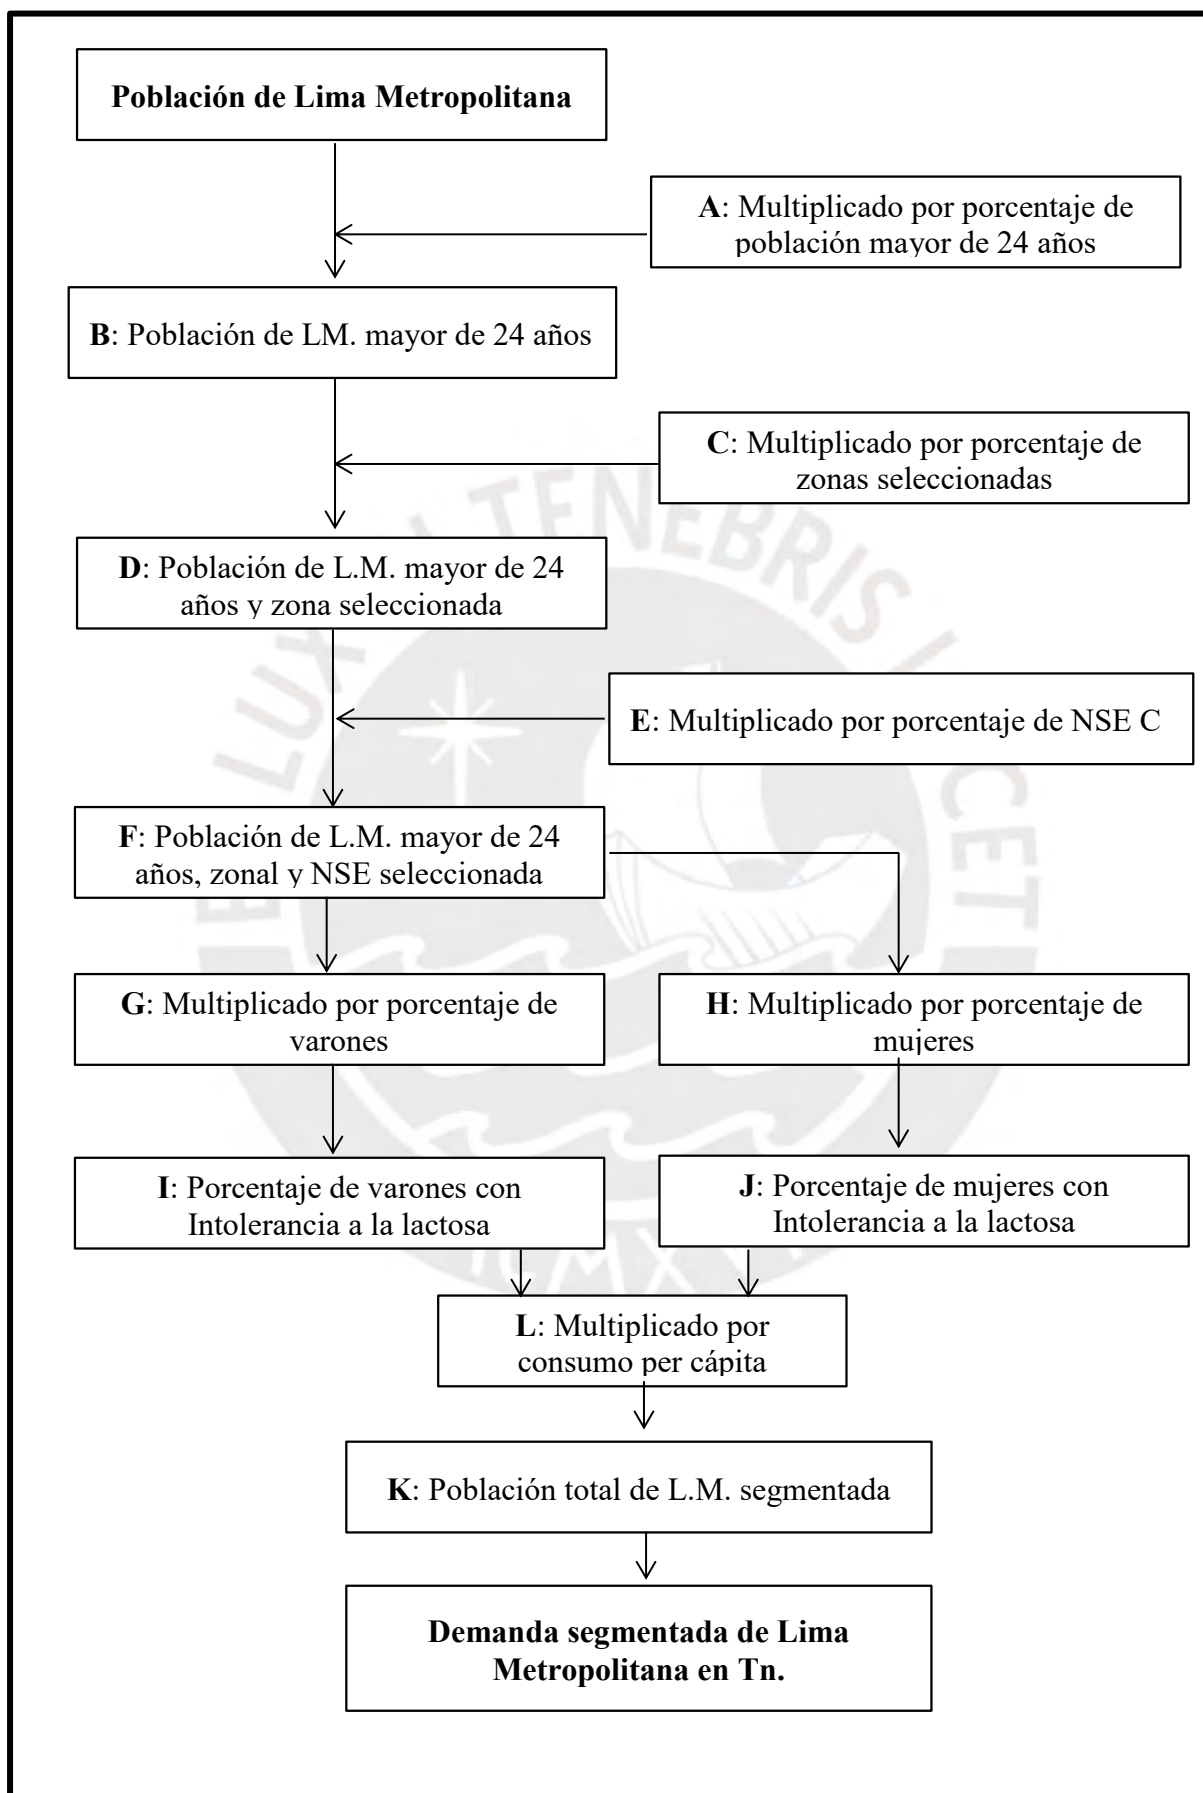 Población de Lima Metropolitana
A: Multiplicado por porcentaje de
población mayor de 24 años
B: Población de LM. mayor de 24 años
C: Multiplicado por porcentaje de
zonas seleccionadas
D: Población de L.M. mayor de 24
años y zona seleccionada
E: Multiplicado por porcentaje de NSE C
F: Población de L.M. mayor de 24
años, zonal y NSE seleccionada
G: Multiplicado por porcentaje de
varones
H: Multiplicado por porcentaje de
mujeres
I: Porcentaje de varones con
Intolerancia a la lactosa
J: Porcentaje de mujeres con
Intolerancia a la lactosa
L: Multiplicado por
consumo per cápita
K: Población total de L.M. segmentada
Demanda segmentada de Lima
Metropolitana en Tn.